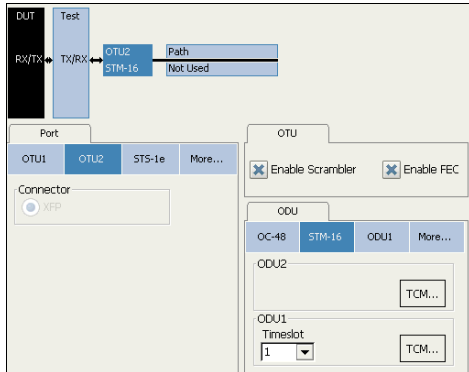 DUT
Test
RX/TX
TX/RX
OTU2
Path
STM-16
Not Used
Port
OTU1
OTU2
STS-1e
More...
Connector
XFP
OTU
Enable Scrambler
Enable FEC
ODU
OC-48
STM-16
ODU1
More...
ODU2
TCM...
ODU1
Timeslot
1
TCM...